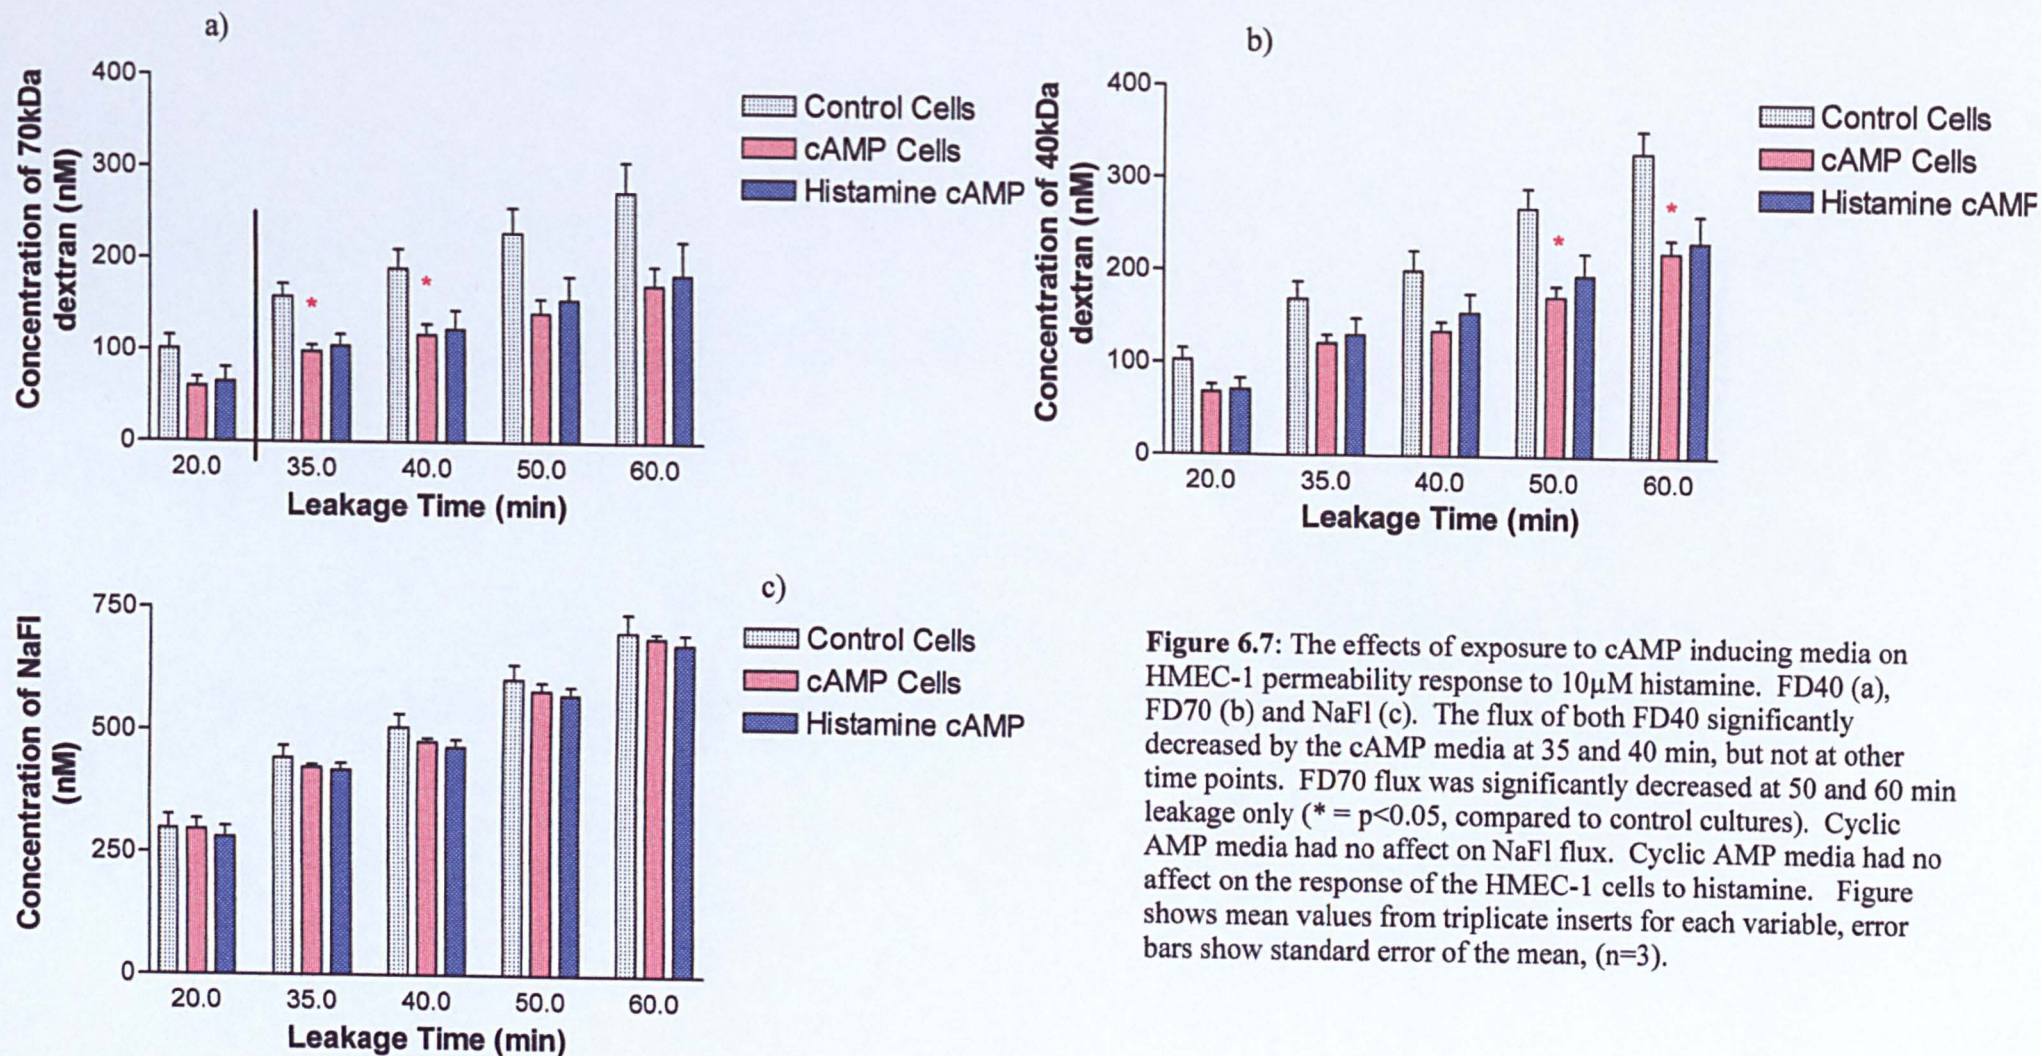 a)
Concentration of 70kDa
dextran (nM)
400
300
200
100
0
*
*
20.0 35.0 40.0 50.0 60.0
Leakage Time (min)
Control Cells
cAMP Cells
Histamine cAMP
b)
Concentration of 40kDa
dextran (nM)
400
300
200
100
0
*
*
20.0 35.0 40.0 50.0 60.0
Leakage Time (min)
Control Cells
cAMP Cells
Histamine cAMP
c)
Concentration of NaFl
(nM)
750
500
250
0
20.0 35.0 40.0 50.0 60.0
Leakage Time (min)
Control Cells
cAMP Cells
Histamine cAMP
Figure 6.7: The effects of exposure to cAMP inducing media on
HMEC-1 permeability response to 10μM histamine. FD40 (a),
FD70 (b) and NaFl (c). The flux of both FD40 significantly
decreased by the cAMP media at 35 and 40 min, but not at other
time points. FD70 flux was significantly decreased at 50 and 60 min
leakage only (* = p<0.05, compared to control cultures). Cyclic
AMP media had no affect on NaFl flux. Cyclic AMP media had no
affect on the response of the HMEC-1 cells to histamine. Figure
shows mean values from triplicate inserts for each variable, error
bars show standard error of the mean, (n=3).